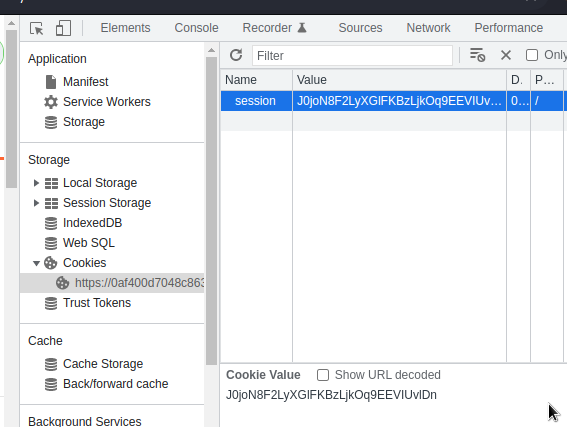 Elements Console Recorder Sources Network Performance
Application
Manifest
Service Workers
Storage
Storage
Local Storage
Session Storage
IndexedDB
Web SQL
Cookies
https://0af400d7048c863
Trust Tokens
Cache
Cache Storage
Back/forward cache
Background Services
Filter
Only
Name Value D. P...
session J0joN8F2LyXGlFKBzLjkOq9EEVIUv... 0... /
Cookie Value Show URL decoded
J0joN8F2LyXGlFKBzLjkOq9EEVIUvlDn